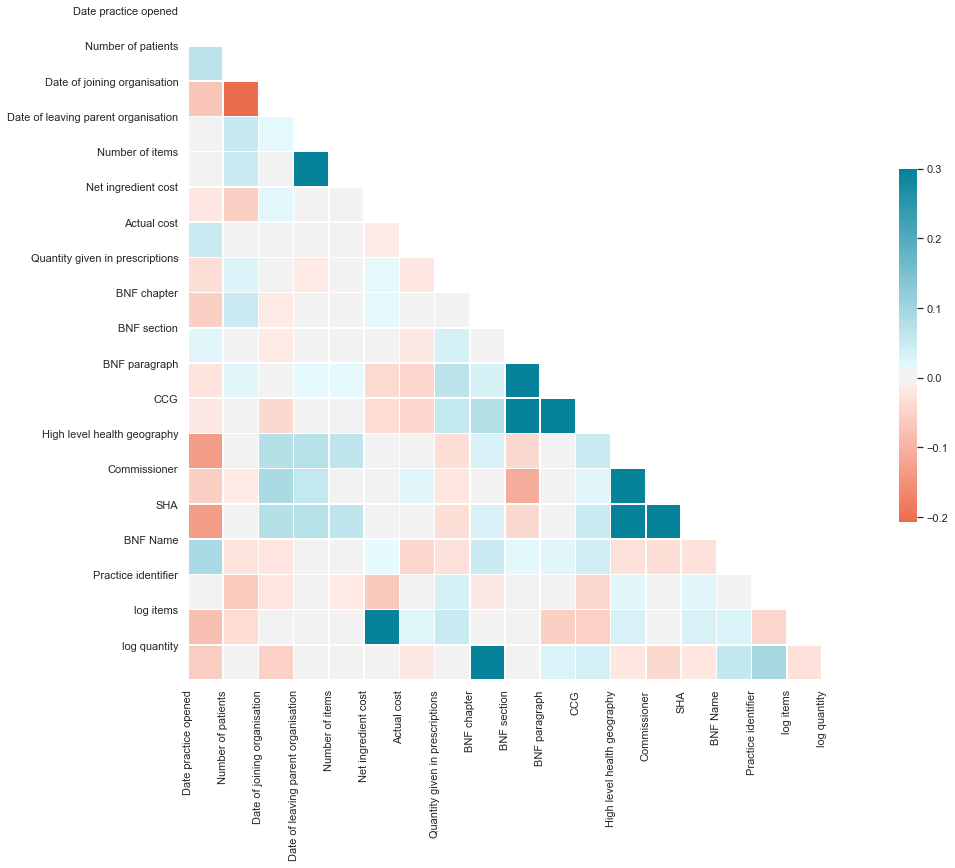 Date practice opened
Number of patients
Date of joining organisation
Date of leaving parent organisation
Number of items
Net ingredient cost
Actual cost
Quantity given in prescriptions
BNF chapter
BNF section
BNF paragraph
CCG
High level health geography
Commissioner
SHA
BNF Name
Practice identifier
log items
log quantity
0.3
0.2
0.1
0.0
−0.1
−0.2
Date practice opened
Number of patients
Date of joining organisation
Date of leaving parent organisation
Number of items
Net ingredient cost
Actual cost
Quantity given in prescriptions
BNF chapter
BNF section
BNF paragraph
CCG
High level health geography
Commissioner
SHA
BNF Name
Practice identifier
log items
log quantity